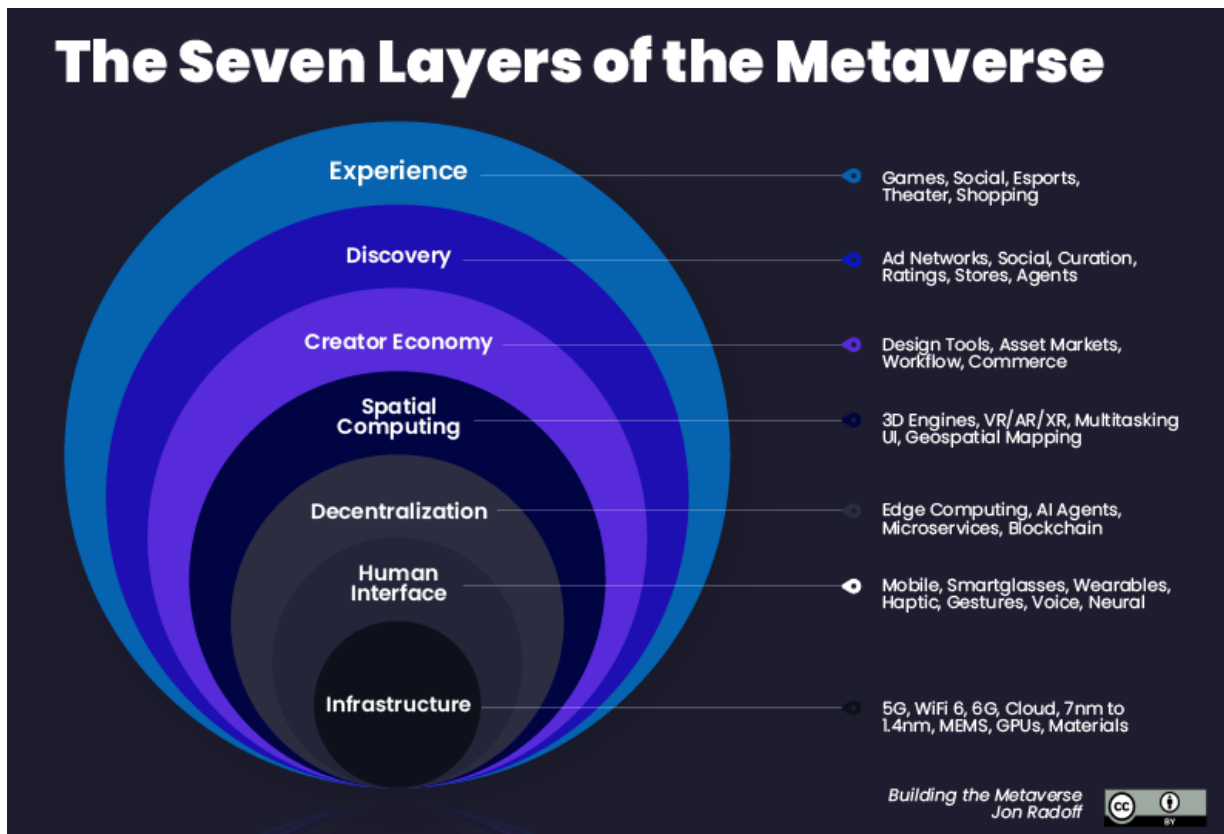 The Seven Layers of the Metaverse
Experience
Games, Social, Esports,
Theater, Shopping
Discovery
Ad Networks, Social, Curation,
Ratings, Stores, Agents
Creator Economy
Design Tools, Asset Markets,
Workflow, Commerce
Spatial
Computing
3D Engines, VR/AR/XR, Multitasking
UI, Geospatial Mapping
Decentralization
Edge Computing, AI Agents,
Microservices, Blockchain
Human
Interface
Mobile, Smartglasses, Wearables,
Haptic, Gestures, Voice, Neural
Infrastructure
5G, WiFi 6, 6G, Cloud, 7nm to
1.4nm, MEMS, GPUs, Materials
Building the Metaverse
Jon Radoff
cc
BY